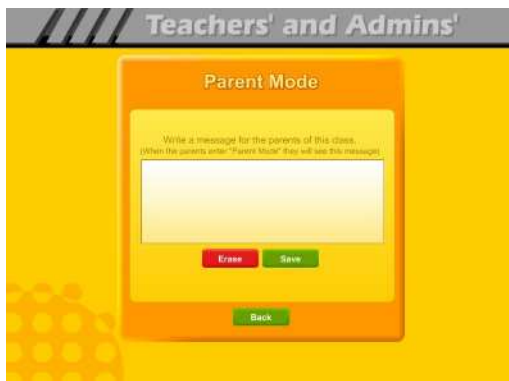 Teachers' and Admins'
Parent Mode
Write a message for the parents of this class.
(When the parents enter "Parent Mode" they will see this message)
Erase Save
Back